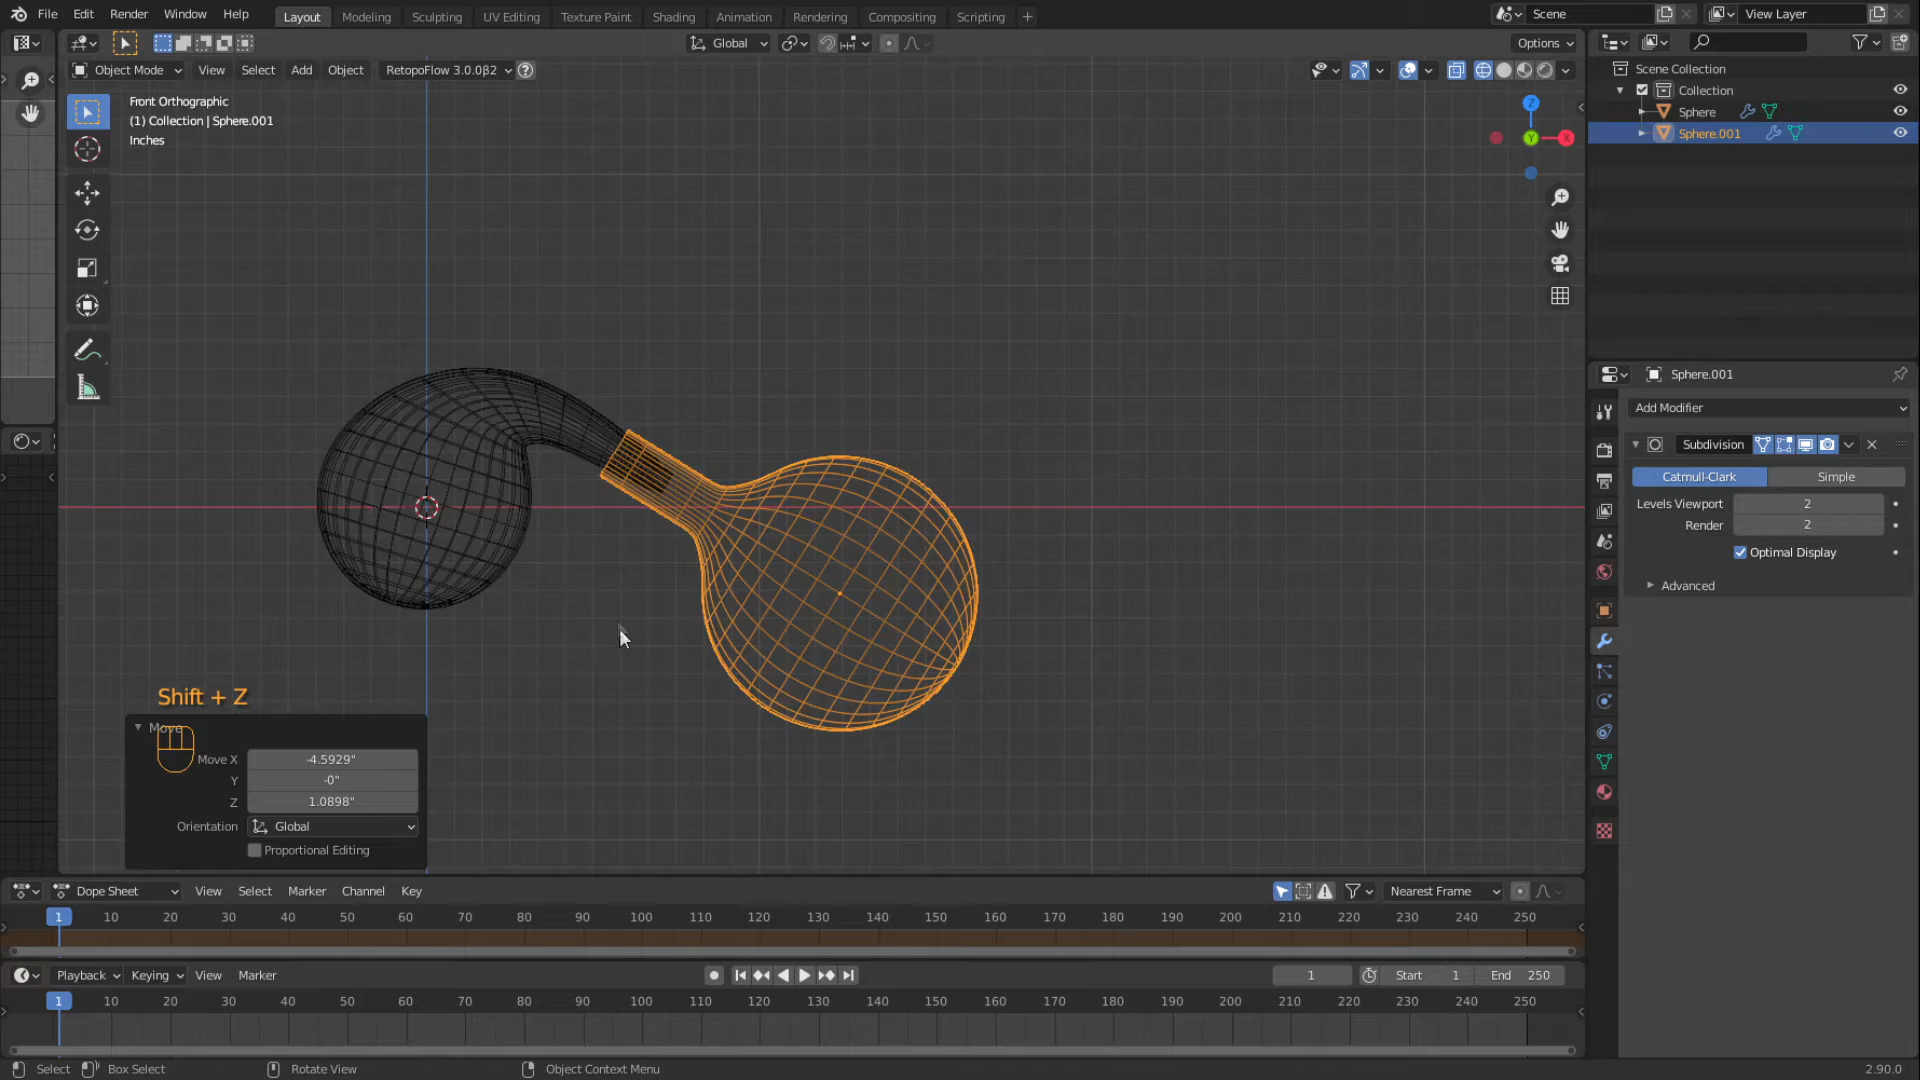 File Edit Render Window Help Layout Modeling Sculpting UV Editing Texture Paint Shading Animation Rendering Compositing Scripting + Scene View Layer
Global Options
Object Mode View Select Add Object RetopoFlow 3.0.0β2
Scene Collection
Collection
Sphere
Sphere.001
Front Orthographic
(1) Collection | Sphere.001
Inches
Z
Y
X
Sphere.001
Add Modifier
Subdivision
Catmull-Clark Simple
Levels Viewport 2
Render 2
Optimal Display
Advanced
Shift + Z
Move
Move X -4.5929"
Y -0"
Z 1.0898"
Orientation Global
Proportional Editing
Dope Sheet View Select Marker Channel Key Nearest Frame
1 10 20 30 40 50 60 70 80 90 100 110 120 130 140 150 160 170 180 190 200 210 220 230 240 250
Playback Keying View Marker 1 Start 1 End 250
1 10 20 30 40 50 60 70 80 90 100 110 120 130 140 150 160 170 180 190 200 210 220 230 240 250
Select Box Select Rotate View Object Context Menu 2.90.0